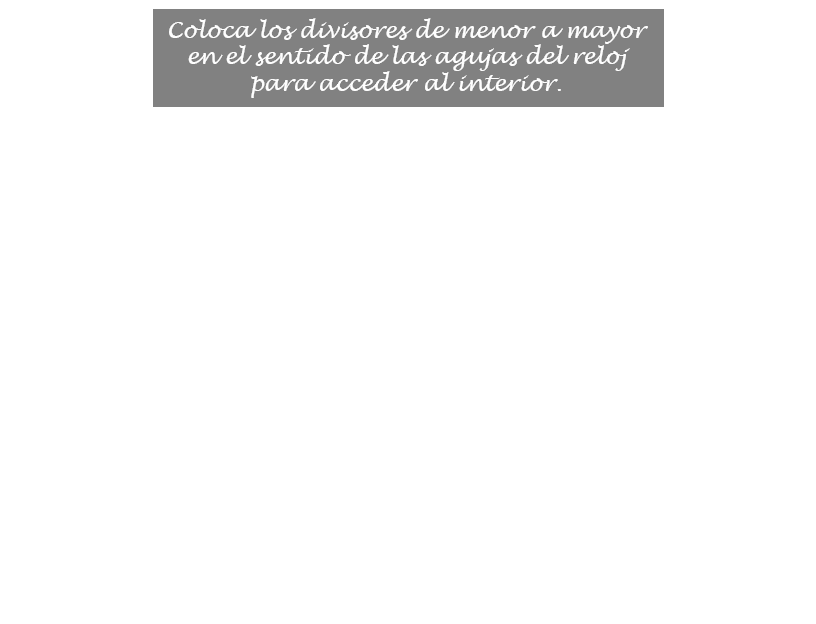 Coloca los divisores de menor a mayor
en el sentido de las agujas del reloj
para acceder al interior.